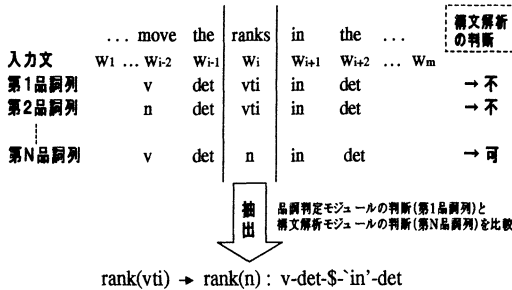 構文解析
の判断
… move the ranks in the …
入力文 W1 … Wi-2 Wi-1 Wi Wi+1 Wi+2 … Wm
第1品詞列 v det vti in det →不
第2品詞列 n det vti in det →不
第N品詞列 v det n in det →可
抽出
品詞判定モジュールの判断(第1品詞列)と
構文解析モジュールの判断(第N品詞列)を比較
rank(vti) → rank(n) : v-det-$-`in'-det